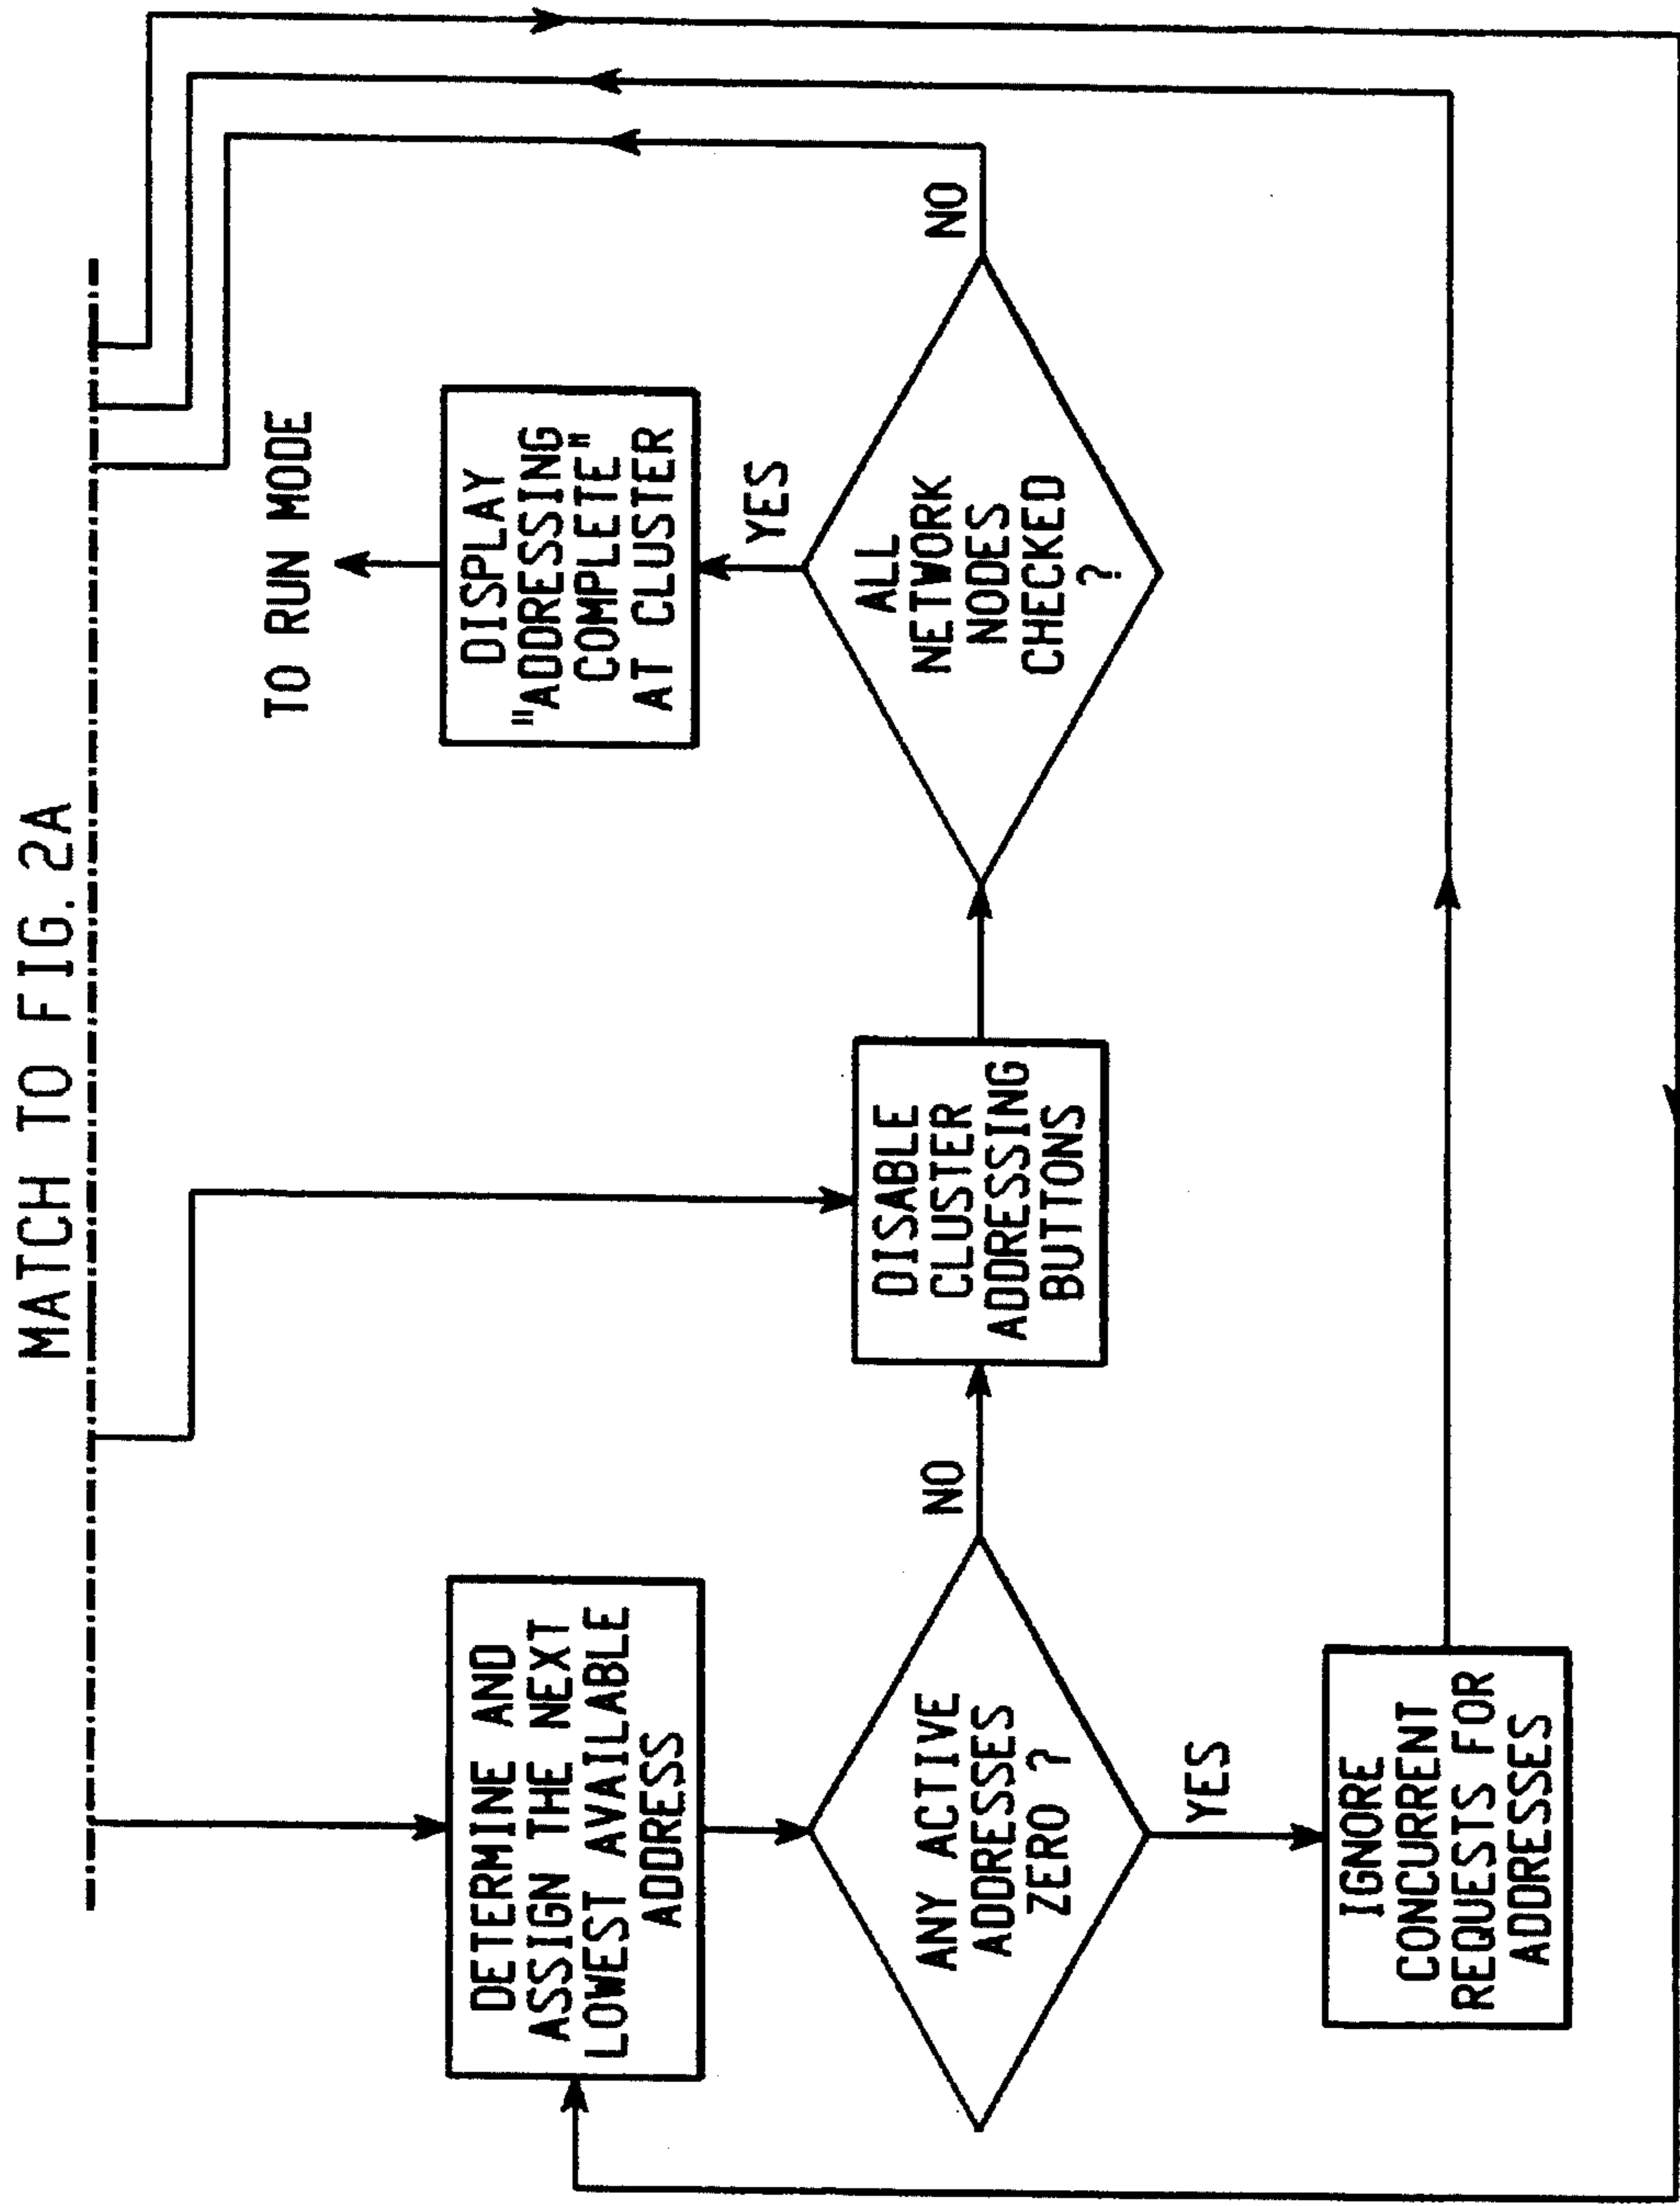 MATCH TO FIG. 2A
TO RUN MODE
DETERMINE AND
ASSIGN THE NEXT
LOWEST AVAILABLE
ADDRESS
DISPLAY
"ADDRESSING
COMPLETE"
AT CLUSTER
YES
ANY ACTIVE
ADDRESSES
ZERO ?
NO
DISABLE
CLUSTER
ADDRESSING
BUTTONS
ALL
NETWORK
NODES
CHECKED
?
NO
YES
IGNORE
CONCURRENT
REQUESTS FOR
ADDRESSES